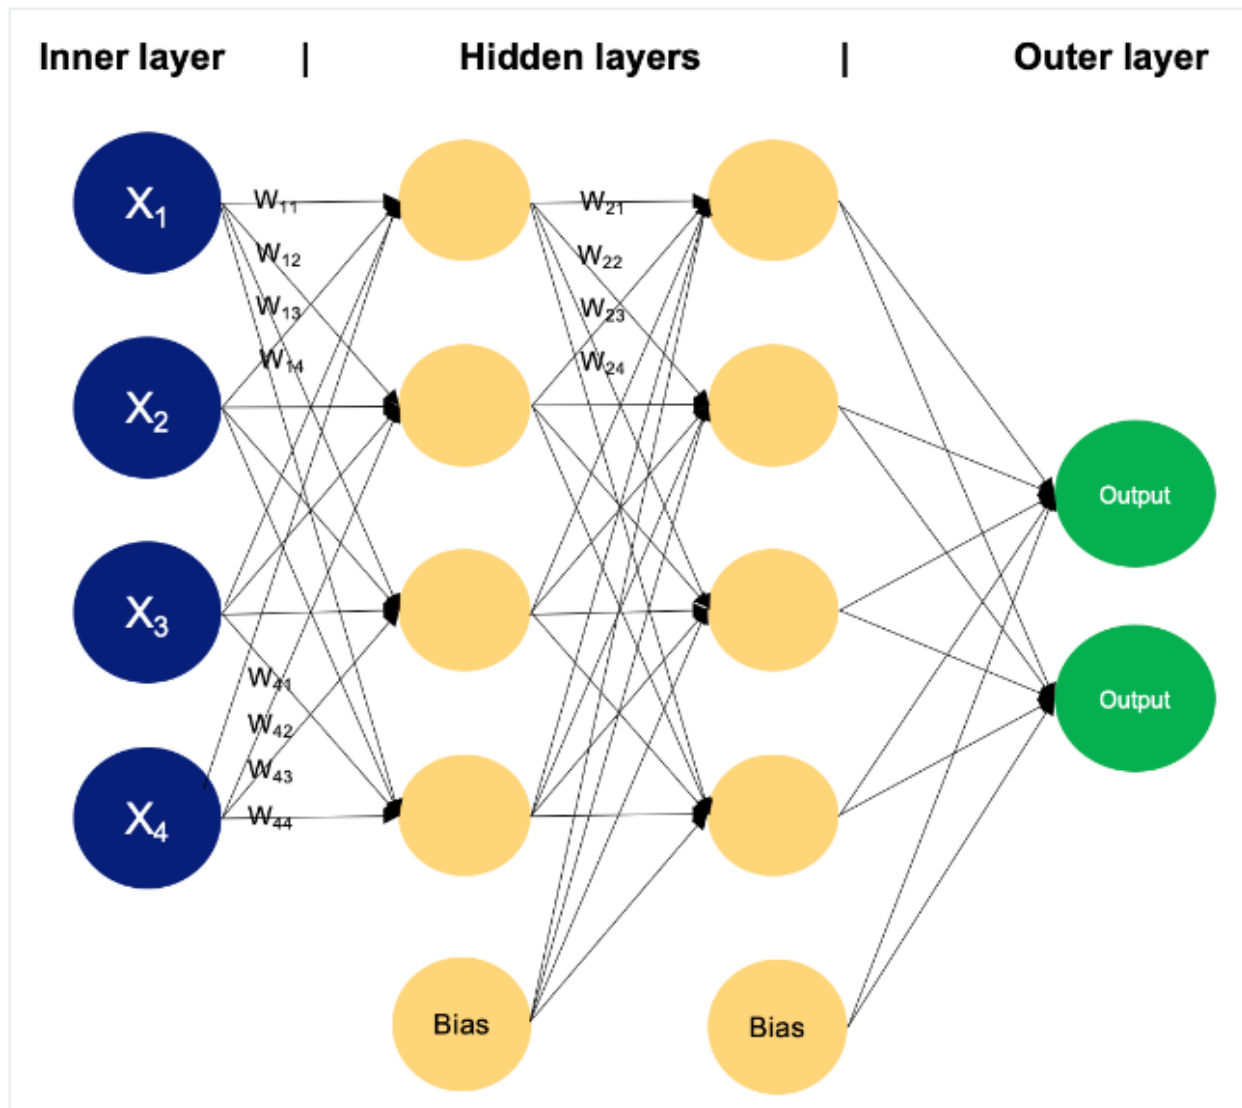 Inner layer | Hidden layers | Outer layer
X₁
W₁₁
W₁₂
W₁₃
W₁₄
W₂₁
W₂₂
W₂₃
W₂₄
X₂
X₃
X₄
W₄₁
W₄₂
W₄₃
W₄₄
Output
Output
Bias
Bias